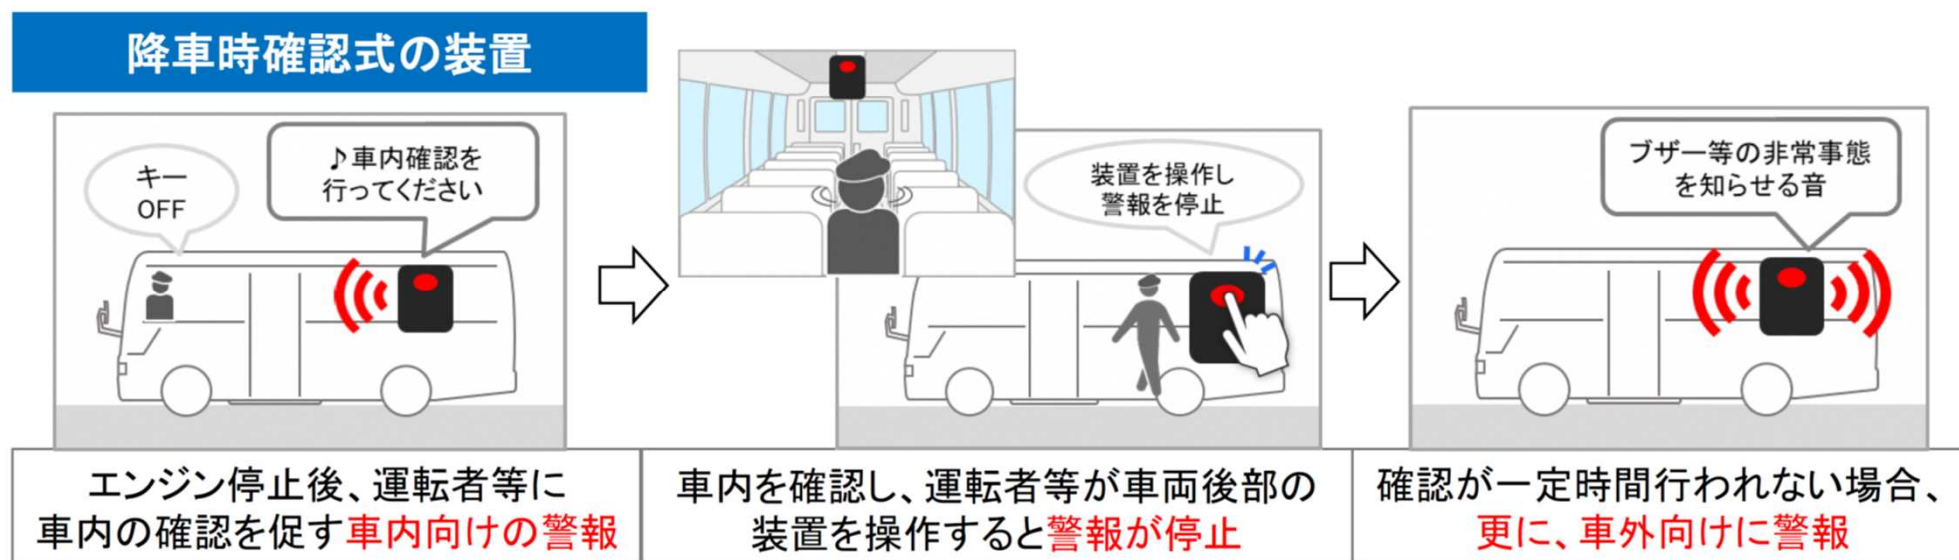 降車時確認式の装置
キー
OFF
♪車内確認を
行ってください
装置を操作し
警報を停止
ブザー等の非常事態
を知らせる音
エンジン停止後、運転者等に
車内の確認を促す車内向けの警報
車内を確認し、運転者等が車両後部の
装置を操作すると警報が停止
確認が一定時間行われない場合、
更に、車外向けに警報